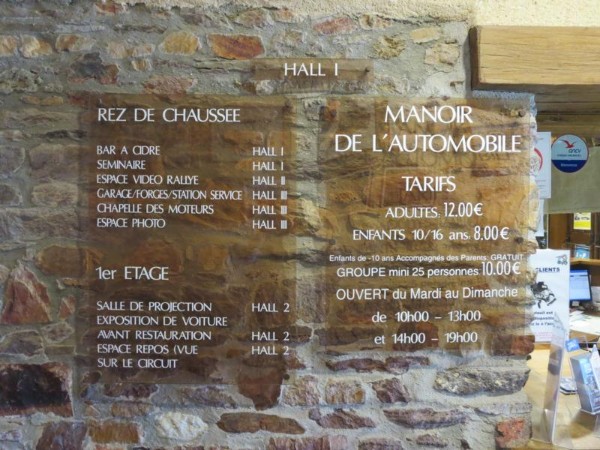 HALL I
REZ DE CHAUSSEE
BAR A CIDRE HALL I
SEMINAIRE HALL I
ESPACE VIDEO RALLYE HALL II
GARAGE/FORGES/STATION SERVICE HALL III
CHAPELLE DES MOTEURS HALL III
ESPACE PHOTO HALL III
1er ETAGE
SALLE DE PROJECTION HALL 2
EXPOSITION DE VOITURE
AVANT RESTAURATION HALL 2
ESPACE REPOS (VUE HALL 2
SUR LE CIRCUIT
MANOIR
DE L'AUTOMOBILE
TARIFS
ADULTES. 12.00€
ENFANTS 10/16 ans. 8.00€
Enfants de -10 ans Accompagnés des Parents: GRATUIT
GROUPE mini 25 personnes 10.00€
OUVERT du Mardi au Dimanche
de 10h00 - 13h00
et 14h00 - 19h00
ancv
CLIENTS